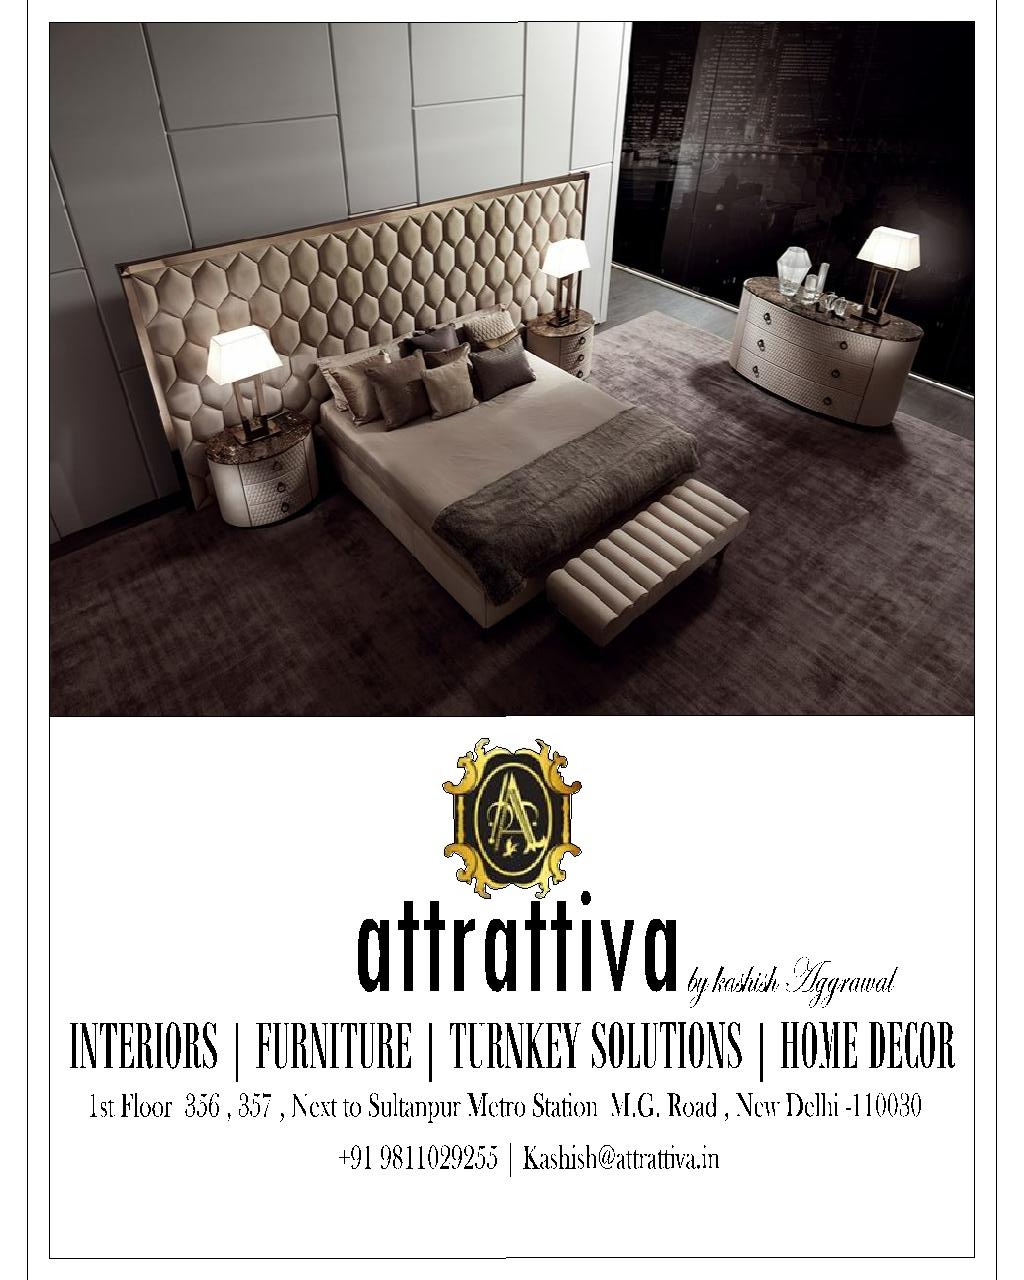 attrattiva by kashish Aggrawal
INTERIORS | FURNITURE | TURNKEY SOLUTIONS | HOME DECOR
1st Floor 356 , 357 , Next to Sultanpur Metro Station M.G. Road , New Delhi -110030
+91 9811029255 | Kashish@attrattiva.in